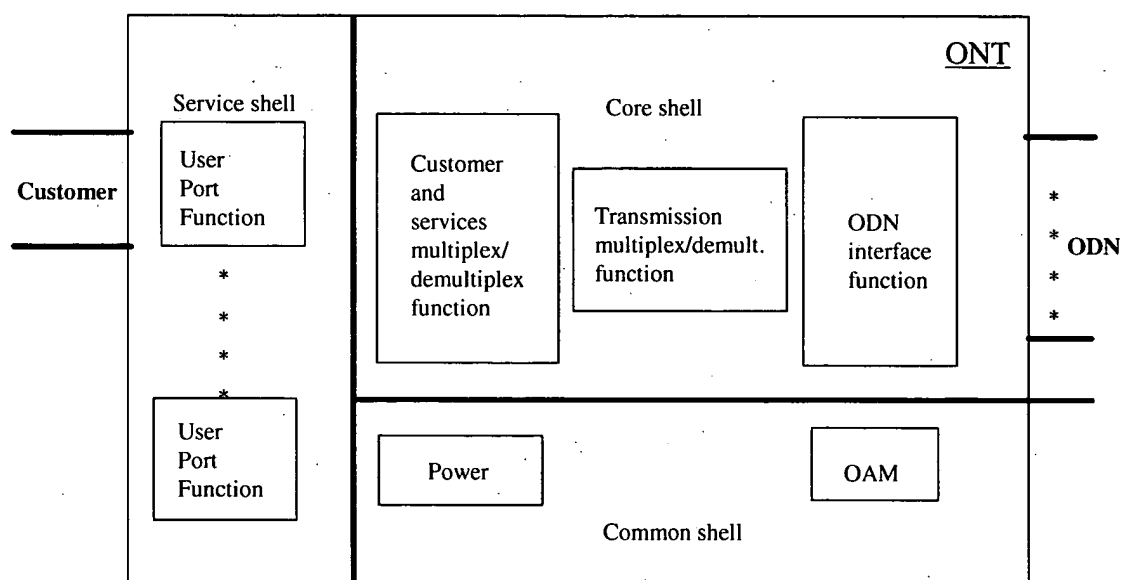 ONT
Service shell
Core shell
Customer
User
Port
Function
*
*
*
*
User
Port
Function
Customer
and
services
multiplex/
demultiplex
function
Transmission
multiplex/demult.
function
ODN
interface
function
*
*
*
*
ODN
Power
OAM
Common shell